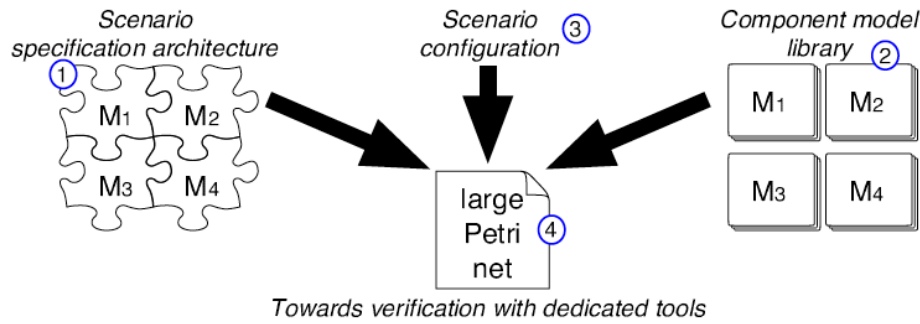 Scenario
specification architecture
1
M1
M2
M3
M4
Scenario
configuration
3
Component model
library
2
M1
M2
M3
M4
large
Petri
net
4
Towards verification with dedicated tools